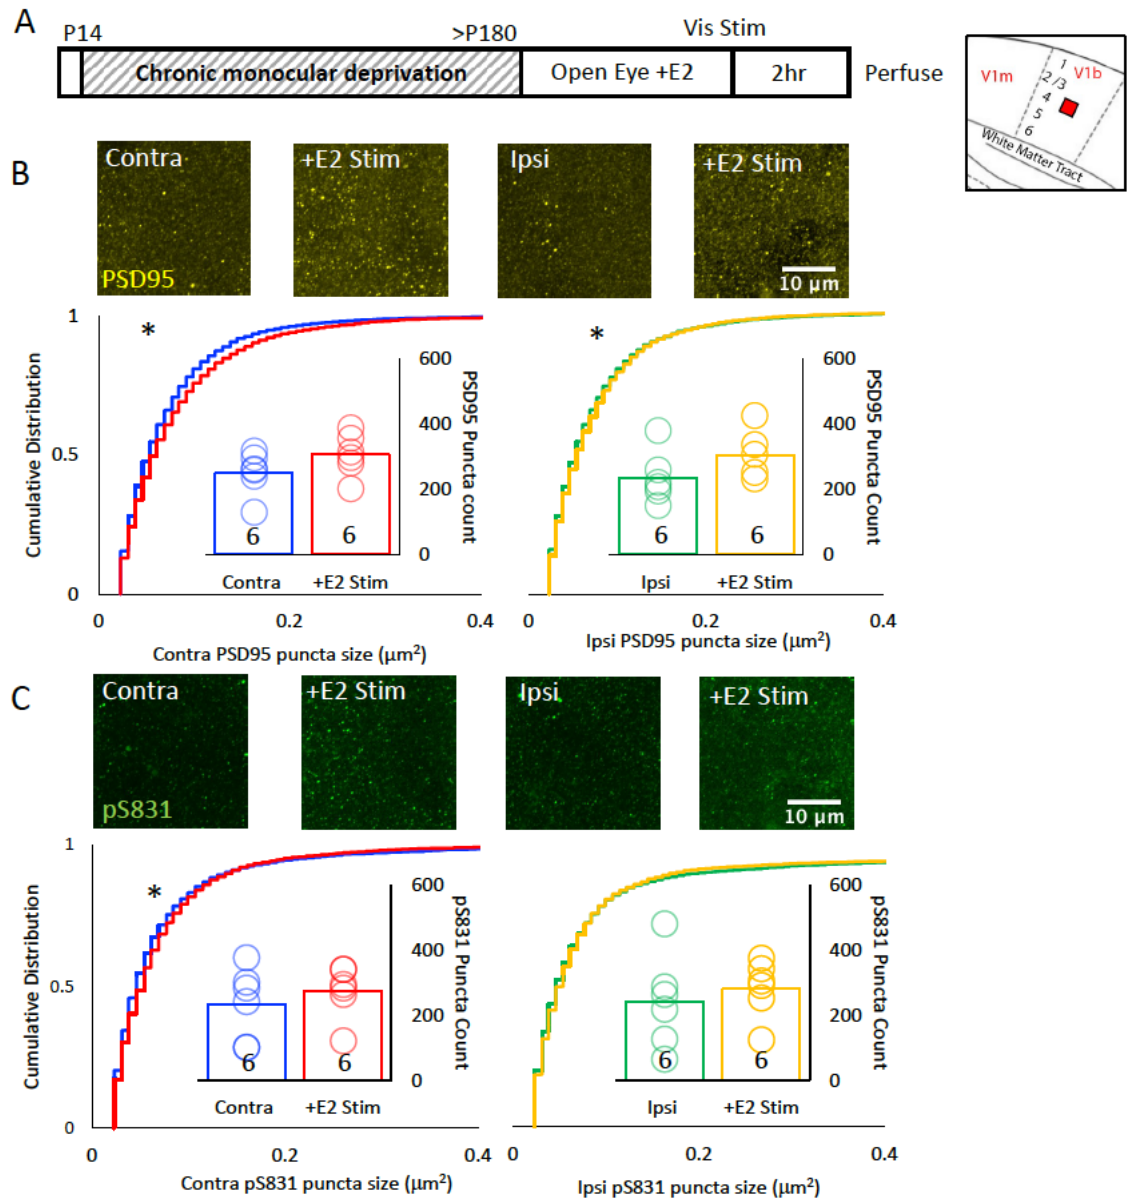 A
P14
>P180
Vis Stim
Chronic monocular deprivation
Open Eye +E2
2hr
Perfuse
V1m
1
V1b
2/3
4
5
6
White Matter Tract
B
Contra
+E2 Stim
Ipsi
+E2 Stim
PSD95
10 µm
Cumulative Distribution
1
0.5
0
*
600
400
200
0
PSD95 Puncta count
6
6
Contra
+E2 Stim
0
0.2
0.4
Contra PSD95 puncta size (µm²)
*
600
400
200
0
PSD95 Puncta Count
6
6
Ipsi
+E2 Stim
0
0.2
0.4
Ipsi PSD95 puncta size (µm²)
C
Contra
+E2 Stim
Ipsi
+E2 Stim
pS831
10 µm
Cumulative Distribution
1
0.5
0
*
600
400
200
0
pS831 Puncta Count
6
6
Contra
+E2 Stim
0
0.2
0.4
Contra pS831 puncta size (µm²)
600
400
200
0
pS831 Puncta Count
6
6
Ipsi
+E2 Stim
0
0.2
0.4
Ipsi pS831 puncta size (µm²)